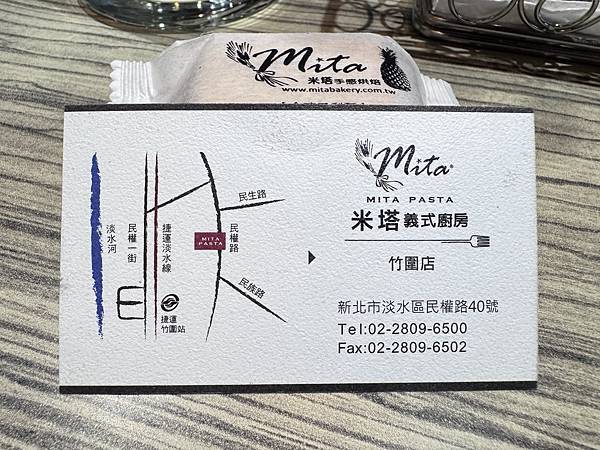 mita
米塔手感烘焙
www.mitabakery.com.tw
淡水河
民權一街
捷運淡水線
民生路
MITA
PASTA
民權路
民族路
捷運
竹圍站
mita®
MITA PASTA
米塔義式廚房
竹圍店
新北市淡水區民權路40號
Tel:02-2809-6500
Fax:02-2809-6502